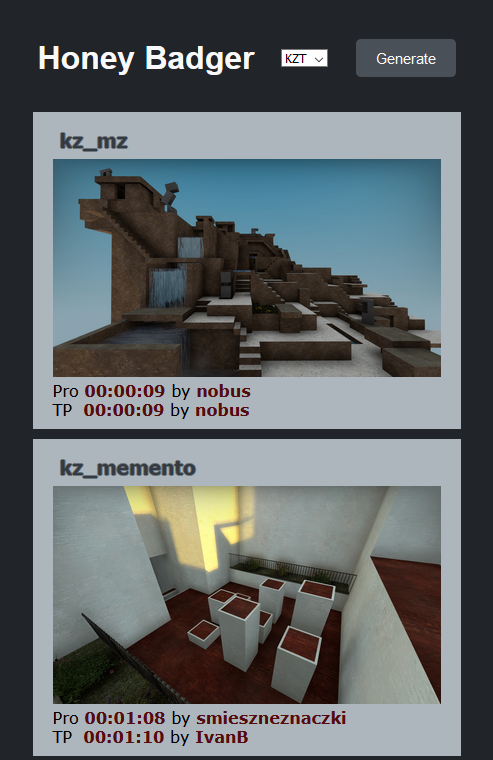 Honey Badger
KZT
Generate
kz_mz
Pro 00:00:09 by nobus
TP 00:00:09 by nobus
kz_memento
Pro 00:01:08 by smieszneznaczki
TP 00:01:10 by IvanB